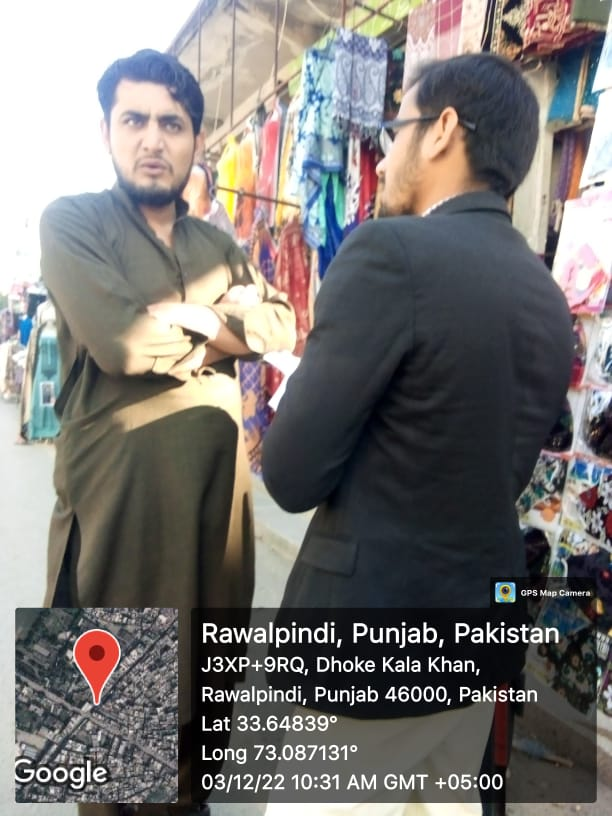 GPS Map Camera
Rawalpindi, Punjab, Pakistan
J3XP+9RQ, Dhoke Kala Khan,
Rawalpindi, Punjab 46000, Pakistan
Lat 33.64839°
Long 73.087131°
03/12/22 10:31 AM GMT +05:00
Google